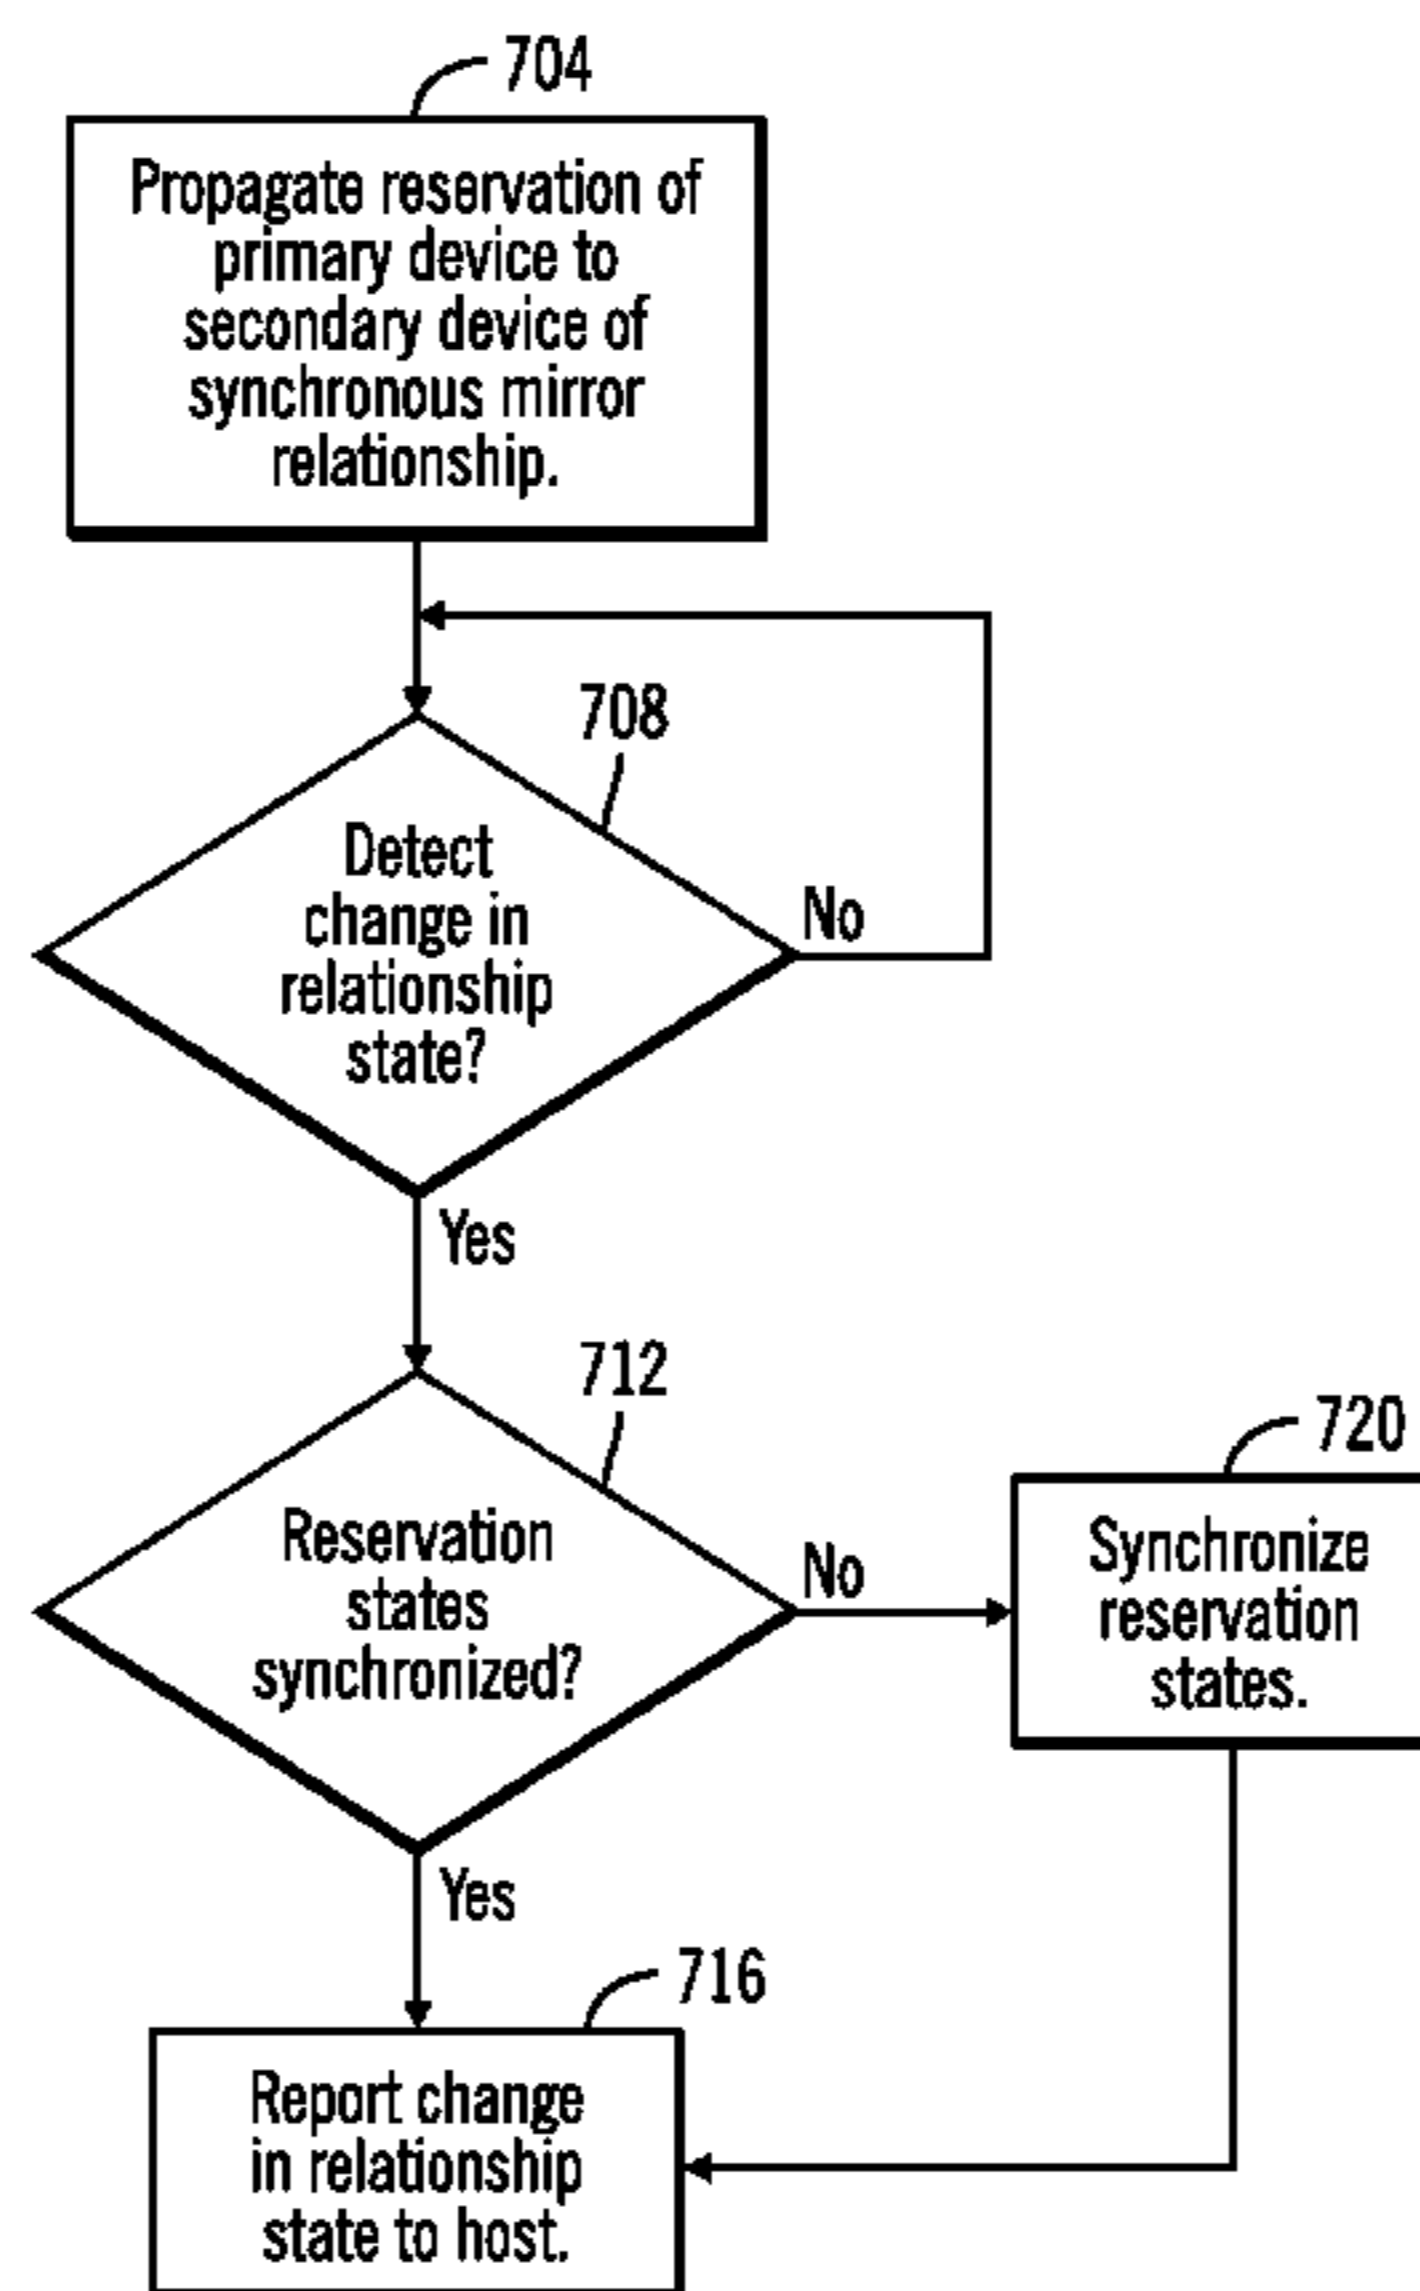 704
Propagate reservation of
primary device to
secondary device of
synchronous mirror
relationship.
708
Detect
change in
relationship
state?
No
Yes
712
Reservation
states
synchronized?
No
720
Synchronize
reservation
states.
Yes
716
Report change
in relationship
state to host.